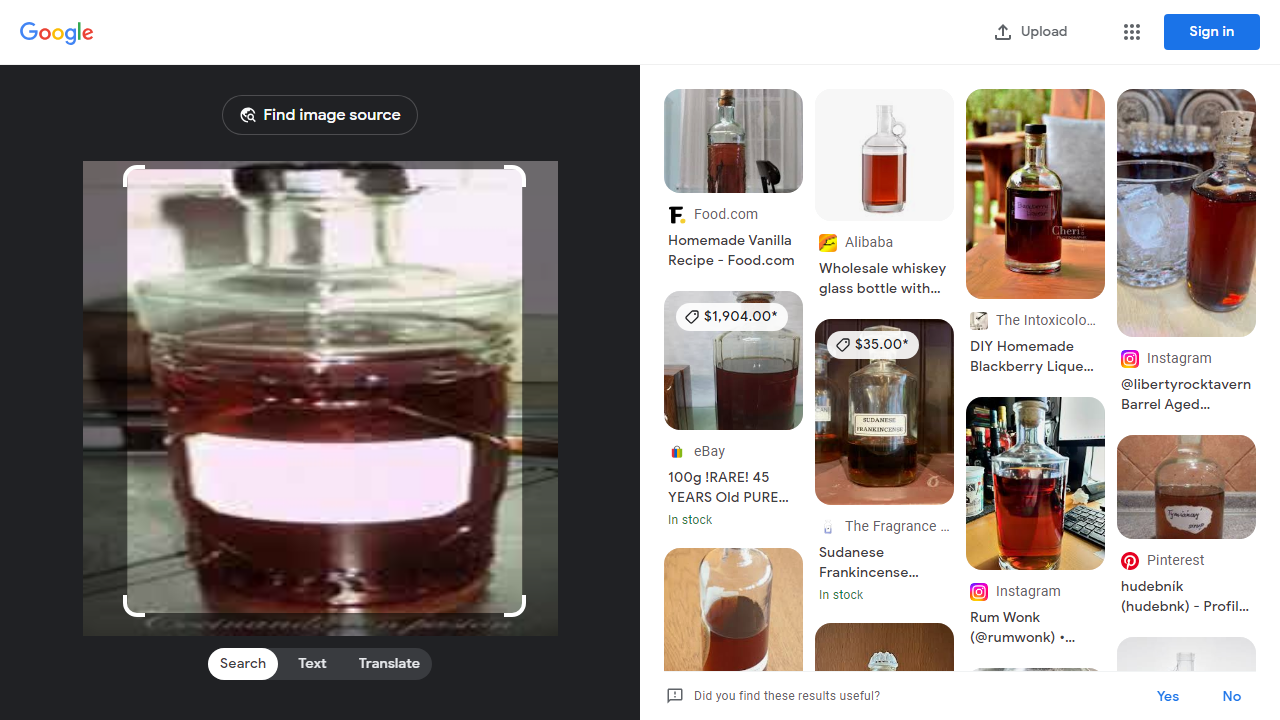 Google
Upload
Sign in
Find image source
Search
Text
Translate
Food.com
Homemade Vanilla
Recipe - Food.com
$1,904.00*
eBay
100g !RARE! 45
YEARS Old PURE...
In stock
Alibaba
Wholesale whiskey
glass bottle with...
$35.00*
SUDANESE
FRANKINCENSE
The Fragrance ...
Sudanese
Frankincense...
In stock
Cheri's
The Intoxicolo...
DIY Homemade
Blackberry Lique...
Instagram
Rum Wonk
(@rumwonk) •...
Instagram
@libertyrocktavern
Barrel Aged...
Pinterest
hudebník
(hudebnk) - Profil...
Did you find these results useful?
Yes
No